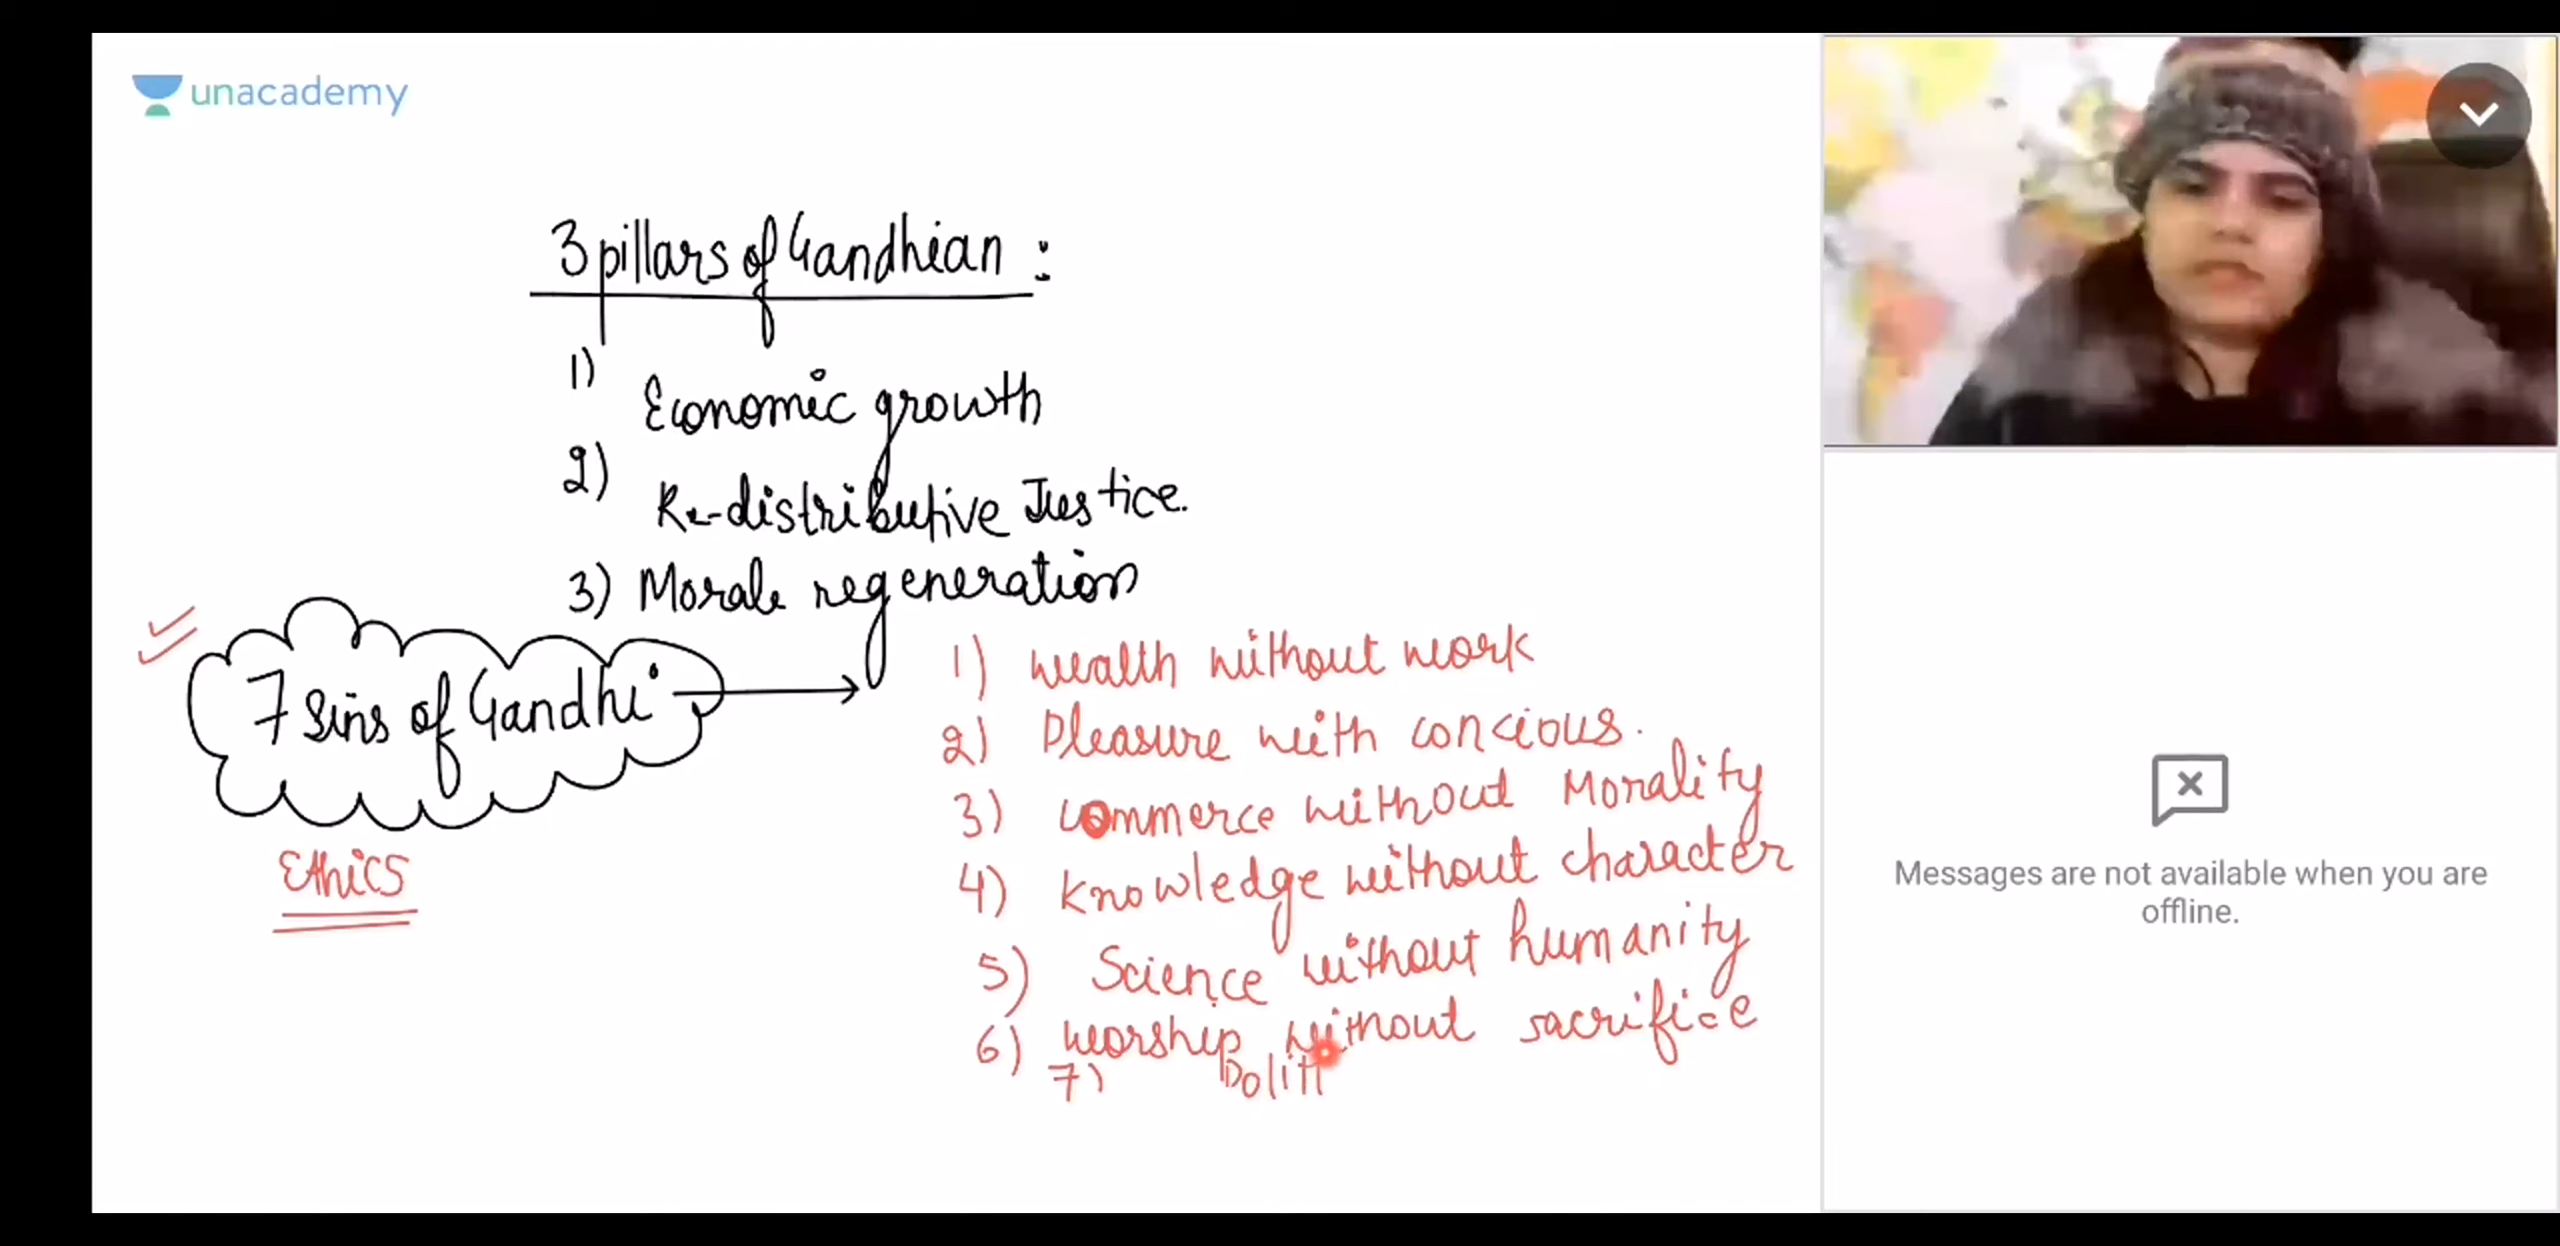 unacademy
3 pillars of Gandhian :
1) Economic growth
2) Re-distributive Justice.
3) Morale regeneration
7 Sins of Gandhi
Ethics
1) wealth without work
2) Pleasure with concious.
3) commerce without Morality
4) Knowledge without character
5) Science without humanity
6) worship without sacrifice
7) Polit
Messages are not available when you are
offline.